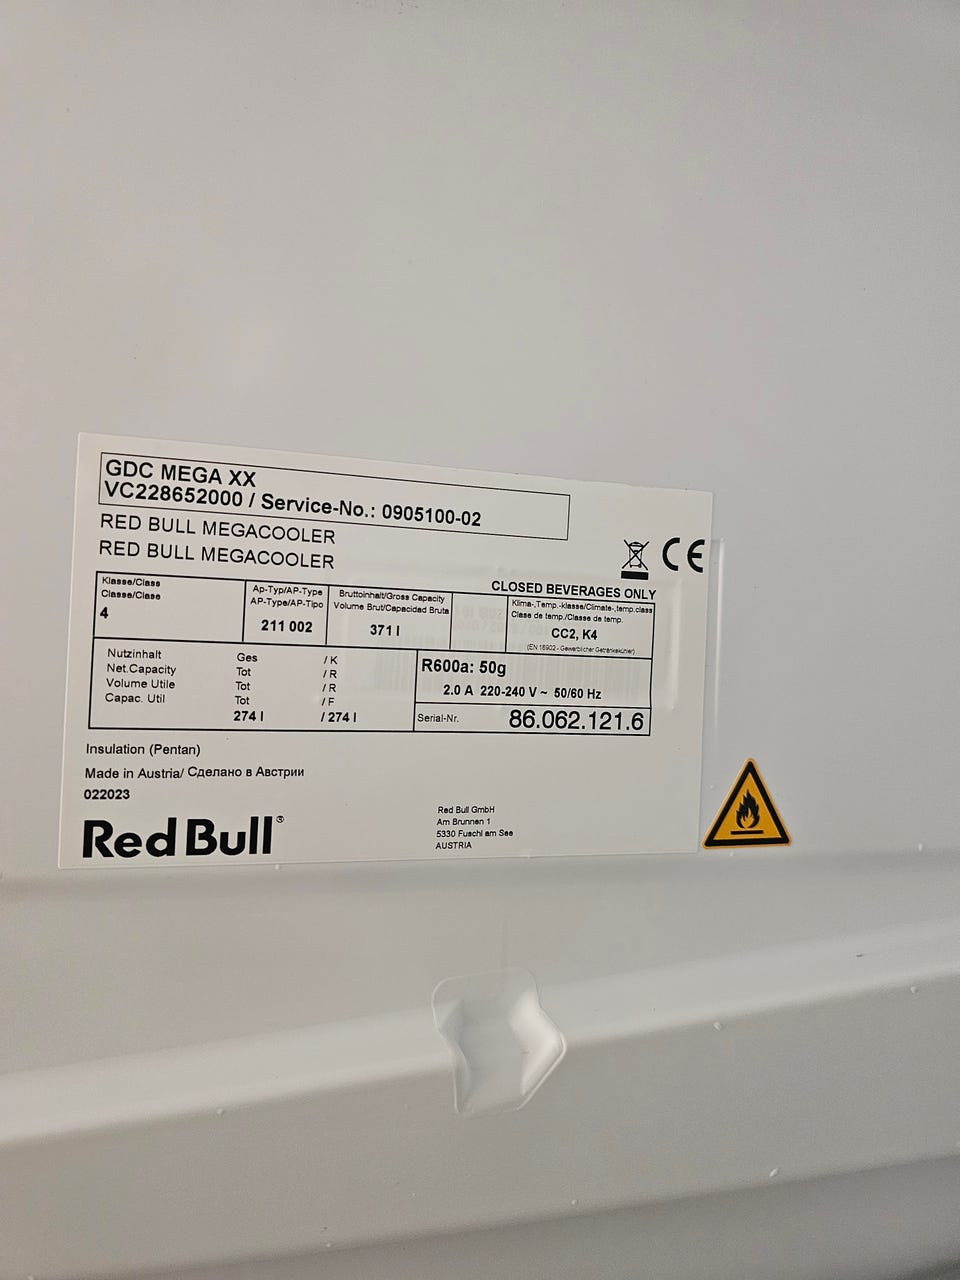 GDC MEGA XX
VC228652000 / Service-No.: 0905100-02
RED BULL MEGACOOLER
RED BULL MEGACOOLER
CE
CLOSED BEVERAGES ONLY
Klasse/Class
Classe/Clase
4
Ap-Typ/AP-Type
AP-Type/AP-Tipo
211 002
Bruttoinhalt/Gross Capacity
Volume Brut/Capacidad Bruta
371 l
Klima-,Temp.-klasse/Climate-,temp.class
Clase de temp./Classe de temp.
CC2, K4
(EN 16902 - Gewerblicher Getränkekühler)
Nutzinhalt Ges / K
Net.Capacity Tot / R
Volume Utile Tot / R
Capac. Util Tot / F
274 l / 274 l
R600a: 50g
2.0 A 220-240 V ~ 50/60 Hz
Serial-Nr. 86.062.121.6
Insulation (Pentan)
Made in Austria/ Сделано в Австрии
022023
Red Bull®
Red Bull GmbH
Am Brunnen 1
5330 Fuschl am See
AUSTRIA